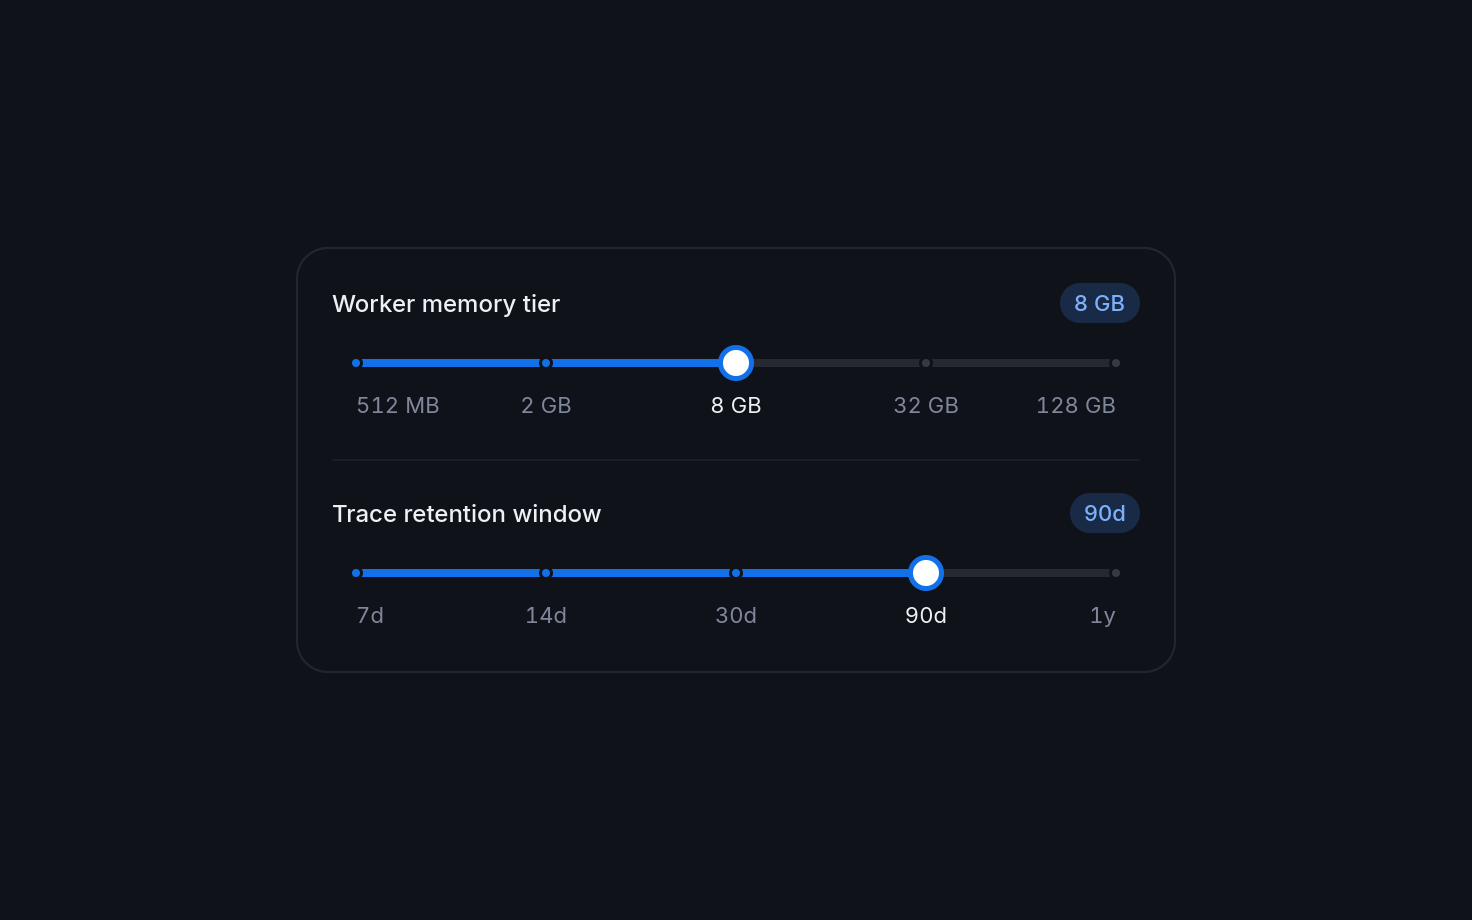 Worker memory tier 8 GB
512 MB 2 GB 8 GB 32 GB 128 GB
Trace retention window 90d
7d 14d 30d 90d 1y